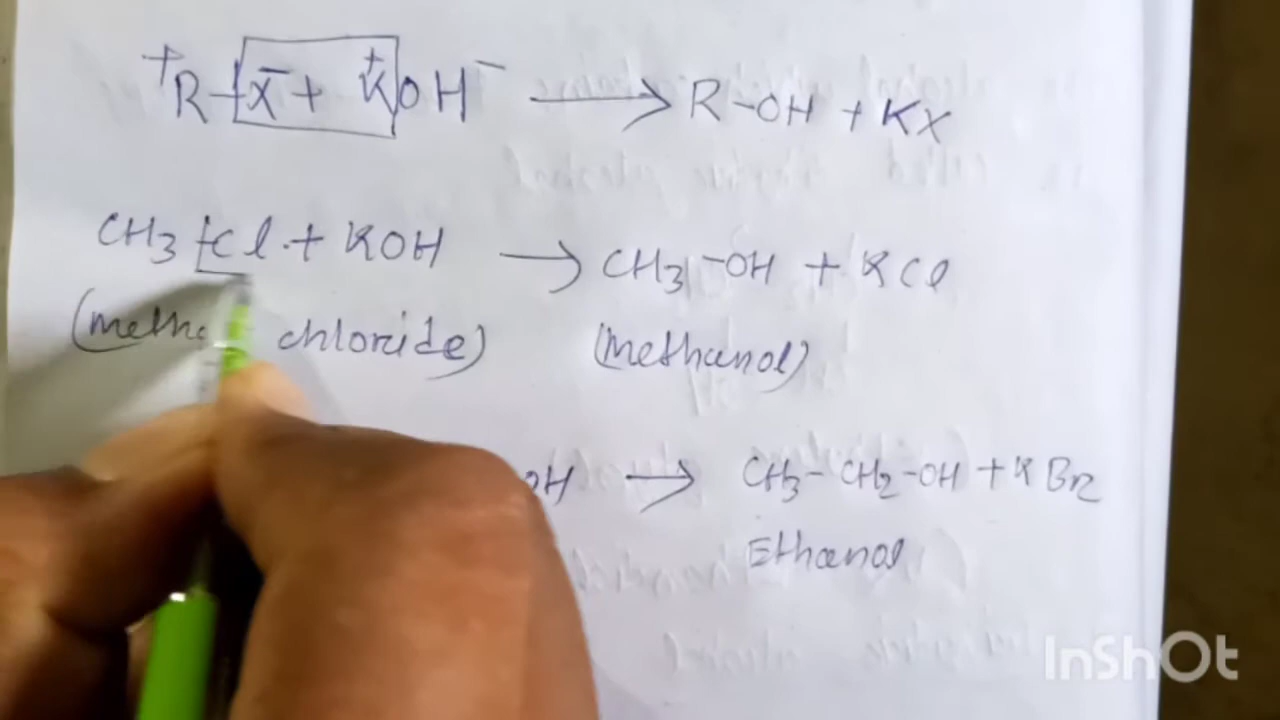 ⁺R-X⁻ + K⁺OH⁻ → R-OH + KX
CH3-Cl + KOH → CH3-OH + KCl
chloride) (Methanol)
OH → CH3-CH2-OH + KBr
Ethanol
InShOt